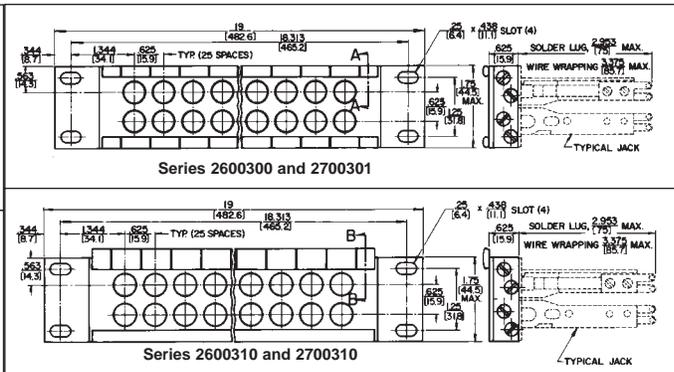 19
[482.6]
18.313
[465.2]
.25 x .438 SLOT (4)
[6.4] [11.1]
.344
[8.7]
1.344
[34.1]
.625
[15.9]
TYP. (25 SPACES)
A
.563
[14.3]
A
.625
[15.9]
1.25
[31.8]
1.75
[44.5]
MAX.
.625
[15.9]
SOLDER LUG, 2.953 MAX.
[75]
WIRE WRAPPING 3.375 MAX.
[85.7]
TYPICAL JACK
Series 2600300 and 2700301
19
[482.6]
18.313
[465.2]
.25 x .438 SLOT (4)
[6.4] [11.1]
.344
[8.7]
1.344
[34.1]
.625
[15.9]
TYP. (25 SPACES)
B
.563
[14.3]
B
.625
[15.9]
1.25
[31.8]
1.75
[44.5]
MAX.
.625
[15.9]
SOLDER LUG, 2.953 MAX.
[75]
WIRE WRAPPING 3.375 MAX.
[85.7]
TYPICAL JACK
Series 2600310 and 2700310